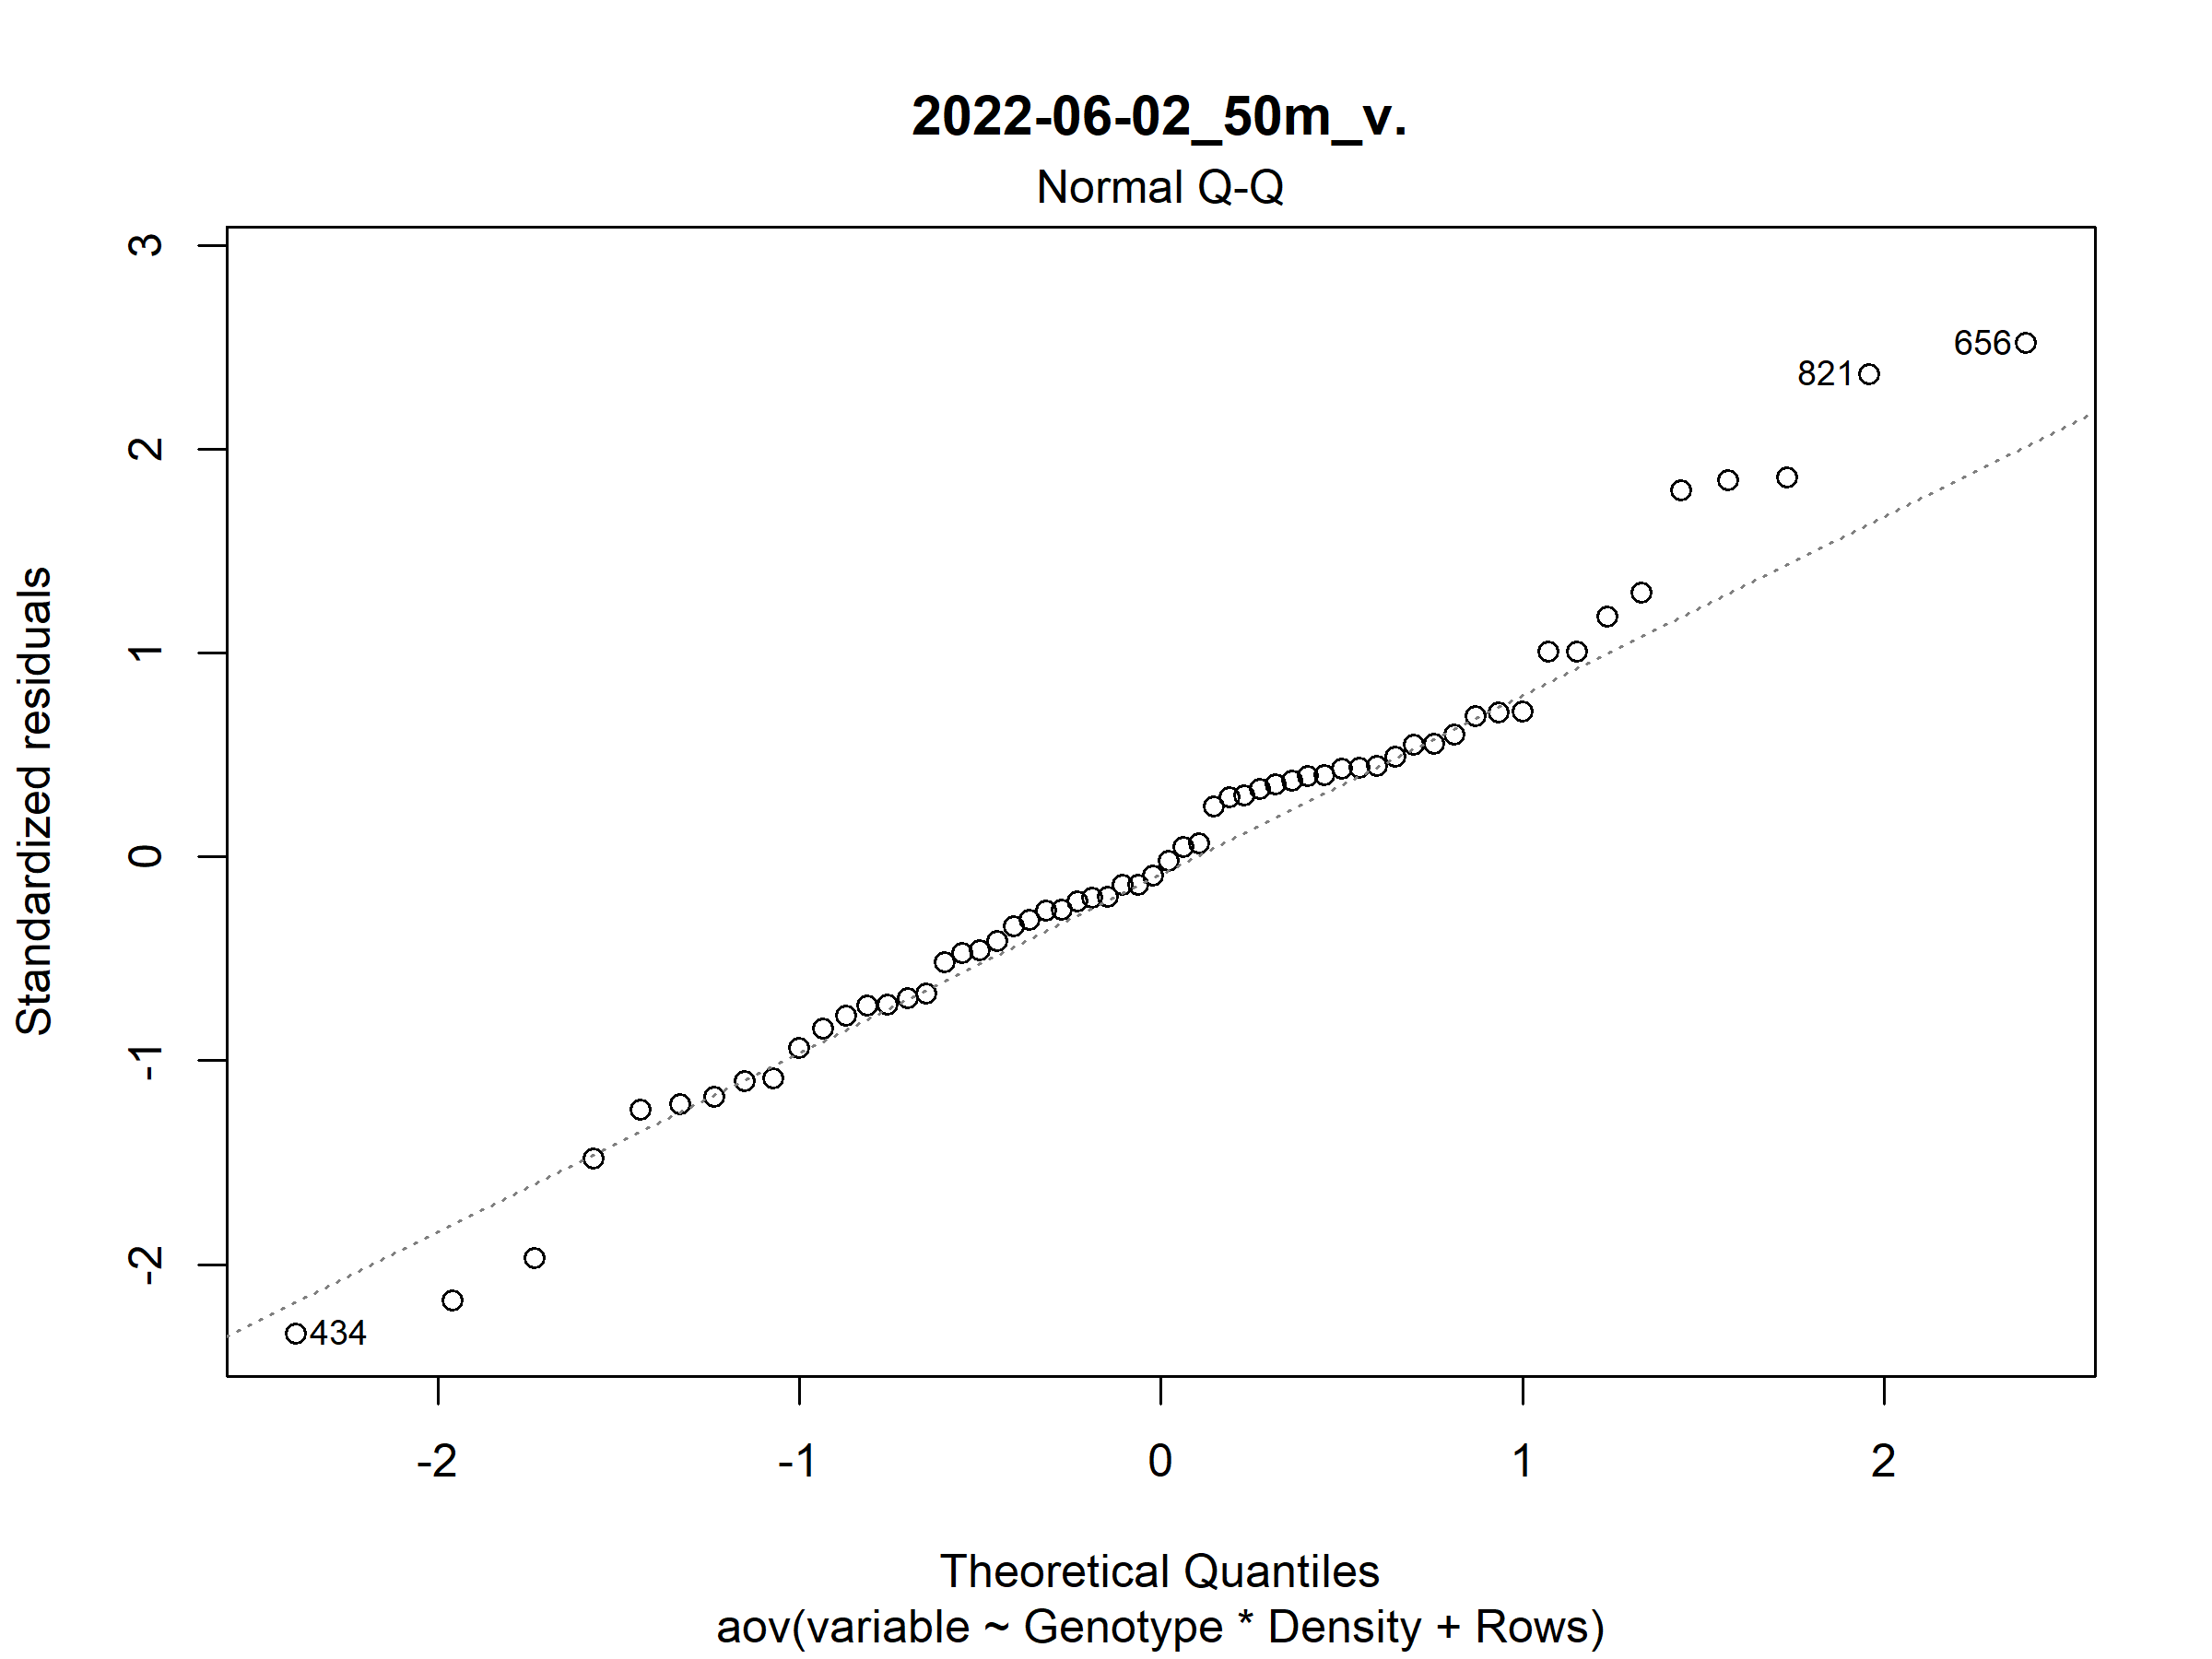 2022-06-02_50m_v.
Normal Q-Q
Standardized residuals
3
2
1
0
-1
-2
656
821
434
-2
-1
0
1
2
Theoretical Quantiles
aov(variable ~ Genotype * Density + Rows)